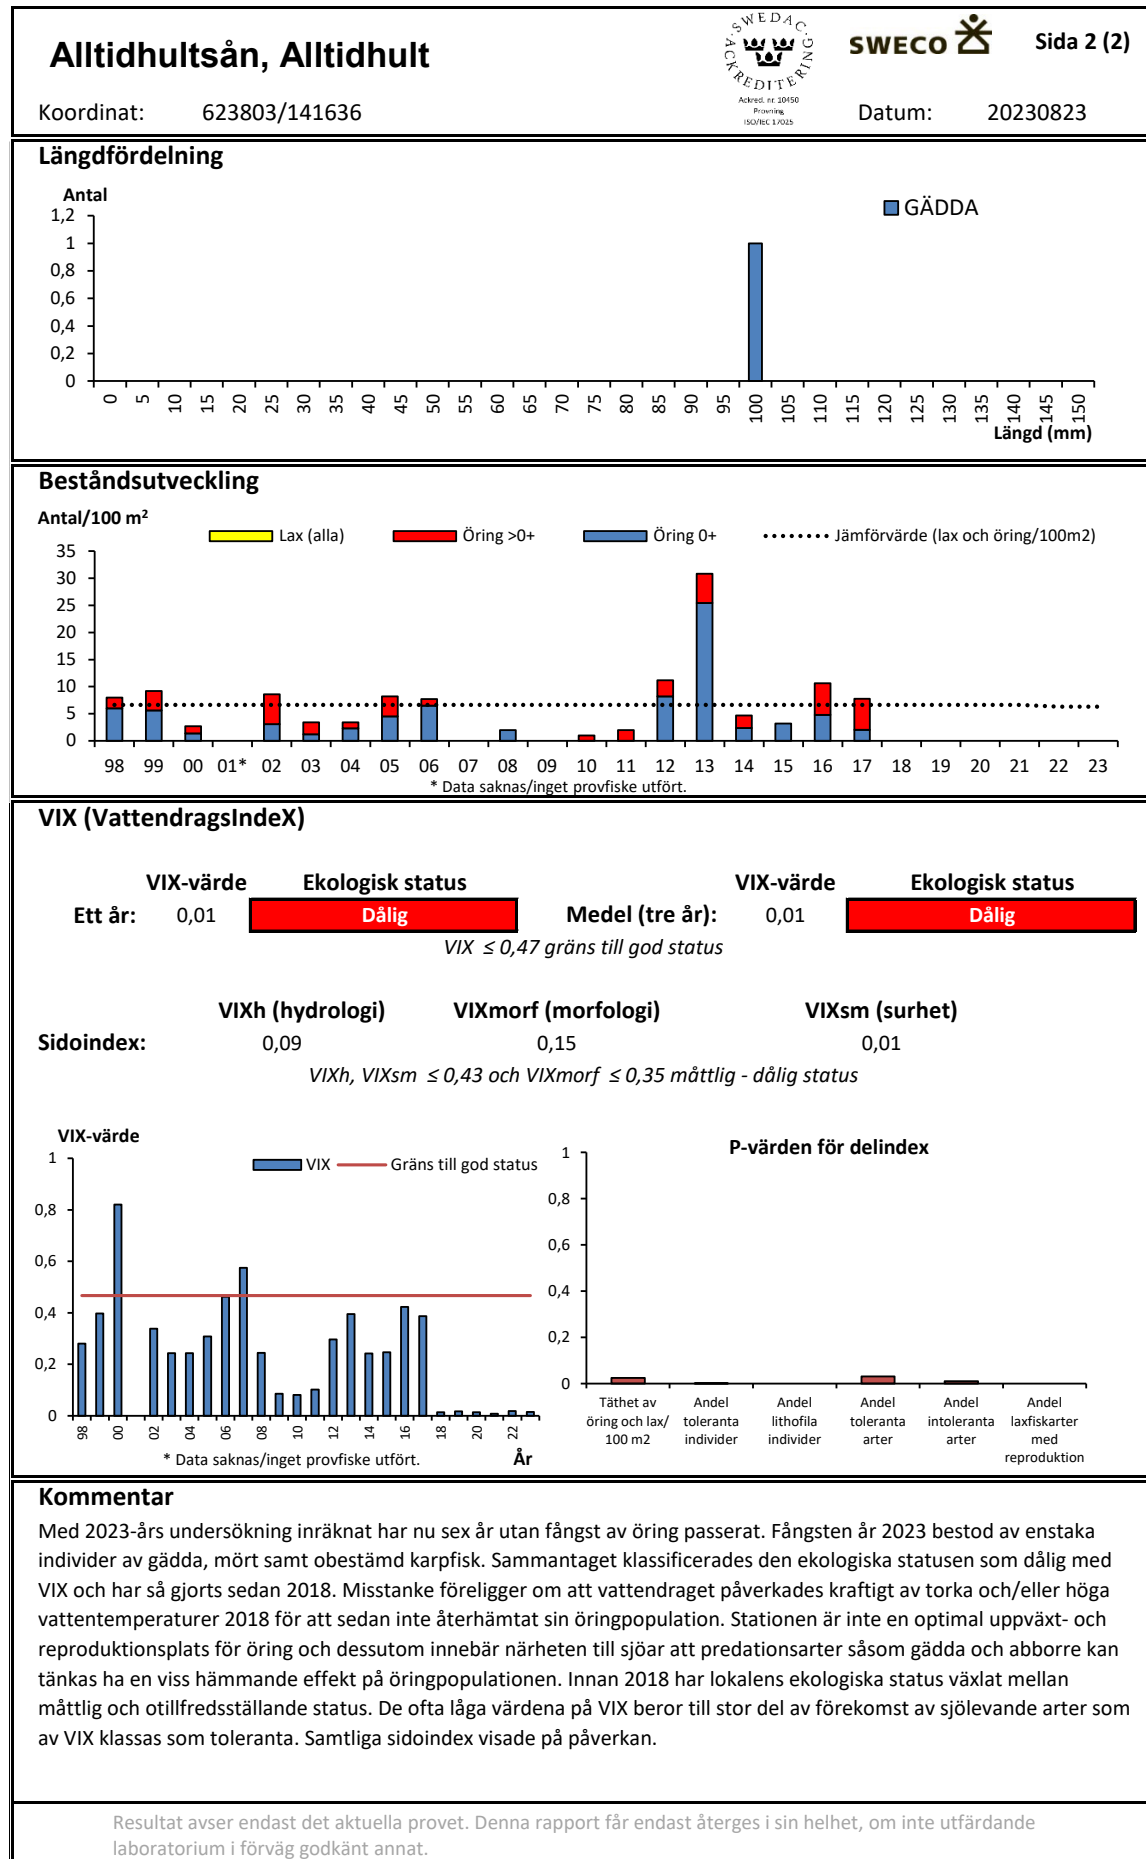 Alltidhultsån, Alltidhult
SWEDAC ACKREDITERING
Ackred. nr. 10450
Provning
ISO/IEC 17025
SWECO
Sida 2 (2)
Koordinat: 623803/141636
Datum: 20230823
Längdfördelning
Antal
GÄDDA
1,2
1
0,8
0,6
0,4
0,2
0
0 5 10 15 20 25 30 35 40 45 50 55 60 65 70 75 80 85 90 95 100 105 110 115 120 125 130 135 140 145 150
Längd (mm)
Beståndsutveckling
Antal/100 m²
Lax (alla) Öring >0+ Öring 0+ Jämförvärde (lax och öring/100m2)
35
30
25
20
15
10
5
0
98 99 00 01* 02 03 04 05 06 07 08 09 10 11 12 13 14 15 16 17 18 19 20 21 22 23
* Data saknas/inget provfiske utfört.
VIX (VattendragsIndeX)
VIX-värde Ekologisk status VIX-värde Ekologisk status
Ett år: 0,01 Dålig Medel (tre år): 0,01 Dålig
VIX ≤ 0,47 gräns till god status
VIXh (hydrologi) VIXmorf (morfologi) VIXsm (surhet)
Sidoindex: 0,09 0,15 0,01
VIXh, VIXsm ≤ 0,43 och VIXmorf ≤ 0,35 måttlig - dålig status
VIX-värde
VIX Gräns till god status
1
0,8
0,6
0,4
0,2
0
98 00 02 04 06 08 10 12 14 16 18 20 22
* Data saknas/inget provfiske utfört.
År
P-värden för delindex
1
0,8
0,6
0,4
0,2
0
Täthet av öring och lax/ 100 m2
Andel toleranta individer
Andel lithofila individer
Andel toleranta arter
Andel intoleranta arter
Andel laxfiskarter med reproduktion
Kommentar
Med 2023-års undersökning inräknat har nu sex år utan fångst av öring passerat. Fångsten år 2023 bestod av enstaka
individer av gädda, mört samt obestämd karpfisk. Sammantaget klassificerades den ekologiska statusen som dålig med
VIX och har så gjorts sedan 2018. Misstanke föreligger om att vattendraget påverkades kraftigt av torka och/eller höga
vattentemperaturer 2018 för att sedan inte återhämtat sin öringpopulation. Stationen är inte en optimal uppväxt- och
reproduktionsplats för öring och dessutom innebär närheten till sjöar att predationsarter såsom gädda och abborre kan
tänkas ha en viss hämmande effekt på öringpopulationen. Innan 2018 har lokalens ekologiska status växlat mellan
måttlig och otillfredsställande status. De ofta låga värdena på VIX beror till stor del av förekomst av sjölevande arter som
av VIX klassas som toleranta. Samtliga sidoindex visade på påverkan.
Resultat avser endast det aktuella provet. Denna rapport får endast återges i sin helhet, om inte utfärdande
laboratorium i förväg godkänt annat.